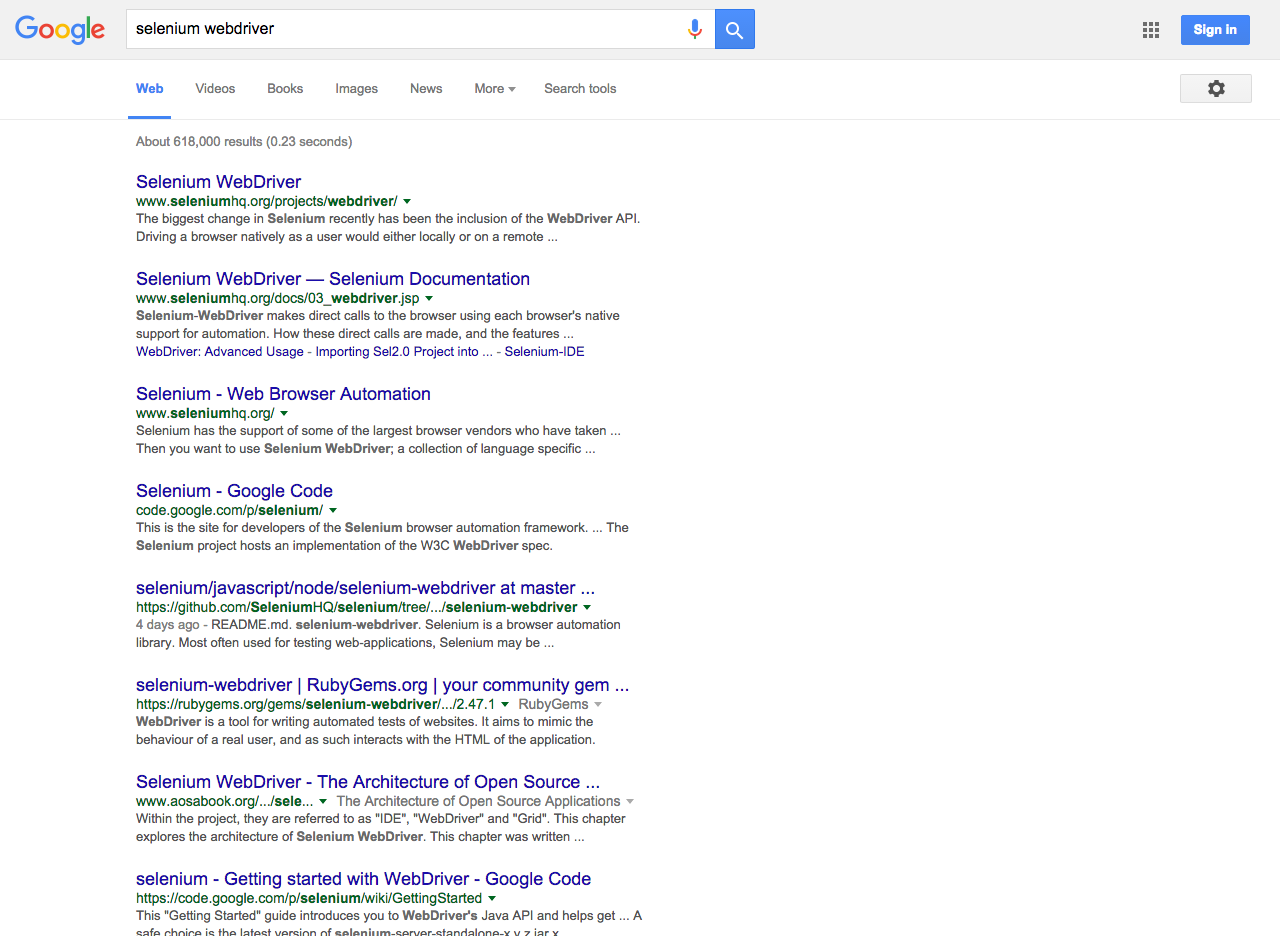 Google
selenium webdriver
Sign in
Web Videos Books Images News More Search tools
About 618,000 results (0.23 seconds)
Selenium WebDriver
www.seleniumhq.org/projects/webdriver/
The biggest change in Selenium recently has been the inclusion of the WebDriver API.
Driving a browser natively as a user would either locally or on a remote ...
Selenium WebDriver — Selenium Documentation
www.seleniumhq.org/docs/03_webdriver.jsp
Selenium-WebDriver makes direct calls to the browser using each browser's native
support for automation. How these direct calls are made, and the features ...
WebDriver: Advanced Usage - Importing Sel2.0 Project into ... - Selenium-IDE
Selenium - Web Browser Automation
www.seleniumhq.org/
Selenium has the support of some of the largest browser vendors who have taken ...
Then you want to use Selenium WebDriver; a collection of language specific ...
Selenium - Google Code
code.google.com/p/selenium/
This is the site for developers of the Selenium browser automation framework. ... The
Selenium project hosts an implementation of the W3C WebDriver spec.
selenium/javascript/node/selenium-webdriver at master ...
https://github.com/SeleniumHQ/selenium/tree/.../selenium-webdriver
4 days ago - README.md. selenium-webdriver. Selenium is a browser automation
library. Most often used for testing web-applications, Selenium may be ...
selenium-webdriver | RubyGems.org | your community gem ...
https://rubygems.org/gems/selenium-webdriver/.../2.47.1 RubyGems
WebDriver is a tool for writing automated tests of websites. It aims to mimic the
behaviour of a real user, and as such interacts with the HTML of the application.
Selenium WebDriver - The Architecture of Open Source ...
www.aosabook.org/.../sele... The Architecture of Open Source Applications
Within the project, they are referred to as "IDE", "WebDriver" and "Grid". This chapter
explores the architecture of Selenium WebDriver. This chapter was written ...
selenium - Getting started with WebDriver - Google Code
https://code.google.com/p/selenium/wiki/GettingStarted
This "Getting Started" guide introduces you to WebDriver's Java API and helps get ... A
safe choice is the latest version of selenium-server-standalone-x.y.z.jar.x